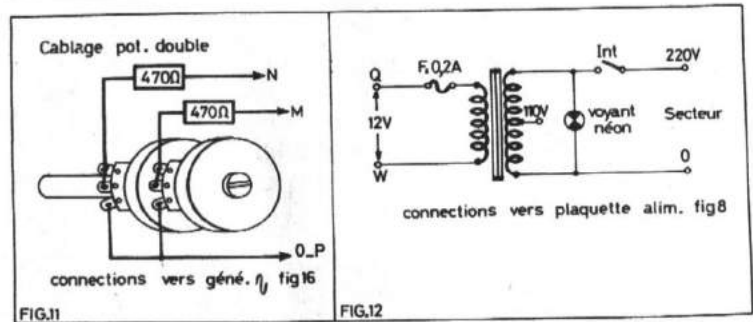 Cablage pot. double
470Ω
N
470Ω
M
O_P
connections vers géné. ∿ fig16
FIG.11
Q
F. 0,2A
Int
220V
12V
110V
voyant
néon
Secteur
W
0
connections vers plaquette alim. fig8
FIG.12